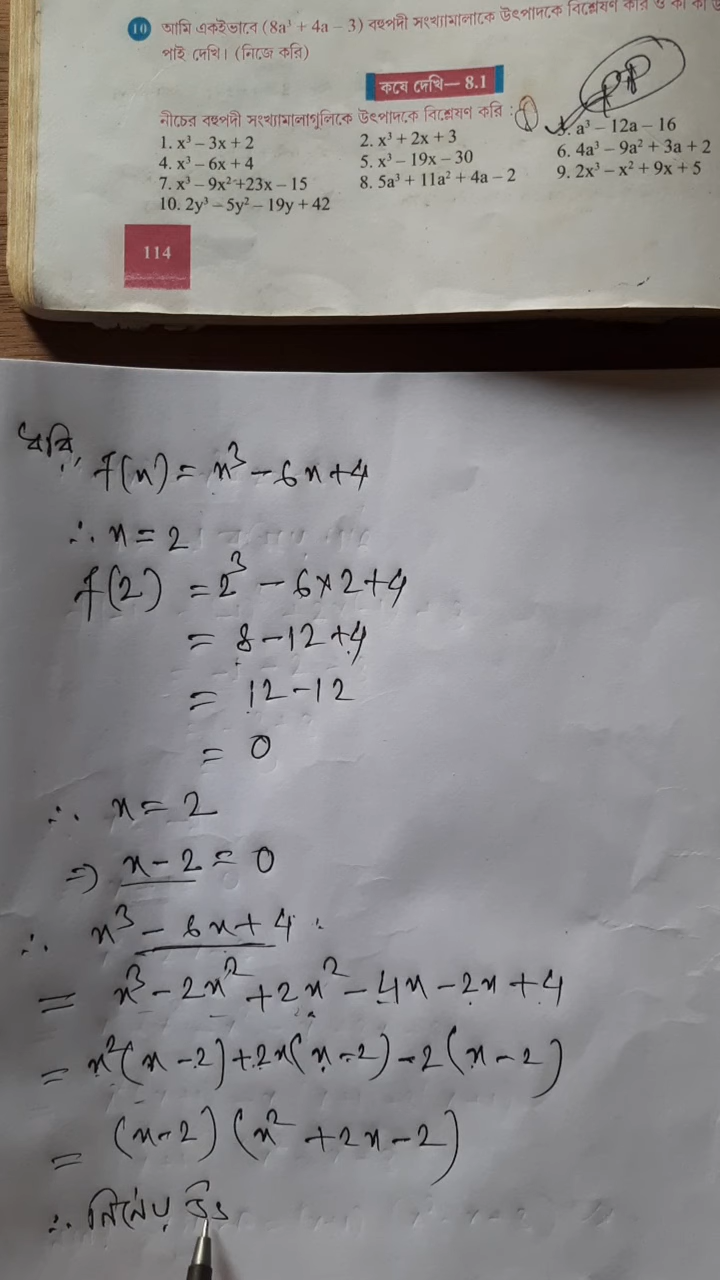 10 আমি একইভাবে (8a³ + 4a – 3) বহুপদী সংখ্যামালাকে উৎপাদকে বিশ্লেষণ করি ও কী কী
পাই দেখি। (নিজে করি)
কষে দেখি— 8.1
নীচের বহুপদী সংখ্যামালাগুলিকে উৎপাদকে বিশ্লেষণ করি :
1. x³ – 3x + 2 2. x³ + 2x + 3 a³ – 12a – 16
4. x³ – 6x + 4 5. x³ – 19x – 30 6. 4a³ – 9a² + 3a + 2
7. x³ – 9x² + 23x – 15 8. 5a³ + 11a² + 4a – 2 9. 2x³ – x² + 9x + 5
10. 2y³ – 5y² – 19y + 42
114
ধরি, f(x) = x³ – 6x + 4
∴ x = 2
f(2) = 2³ – 6×2+4
= 8 – 12 + 4
= 12 – 12
= 0
∴ x = 2
⇒ x – 2 = 0
∴ x³ – 6x + 4
= x³ – 2x² + 2x² – 4x – 2x + 4
= x²(x – 2) + 2x(x – 2) – 2(x – 2)
= (x – 2) (x² + 2x – 2)
∴ নির্ণেয়